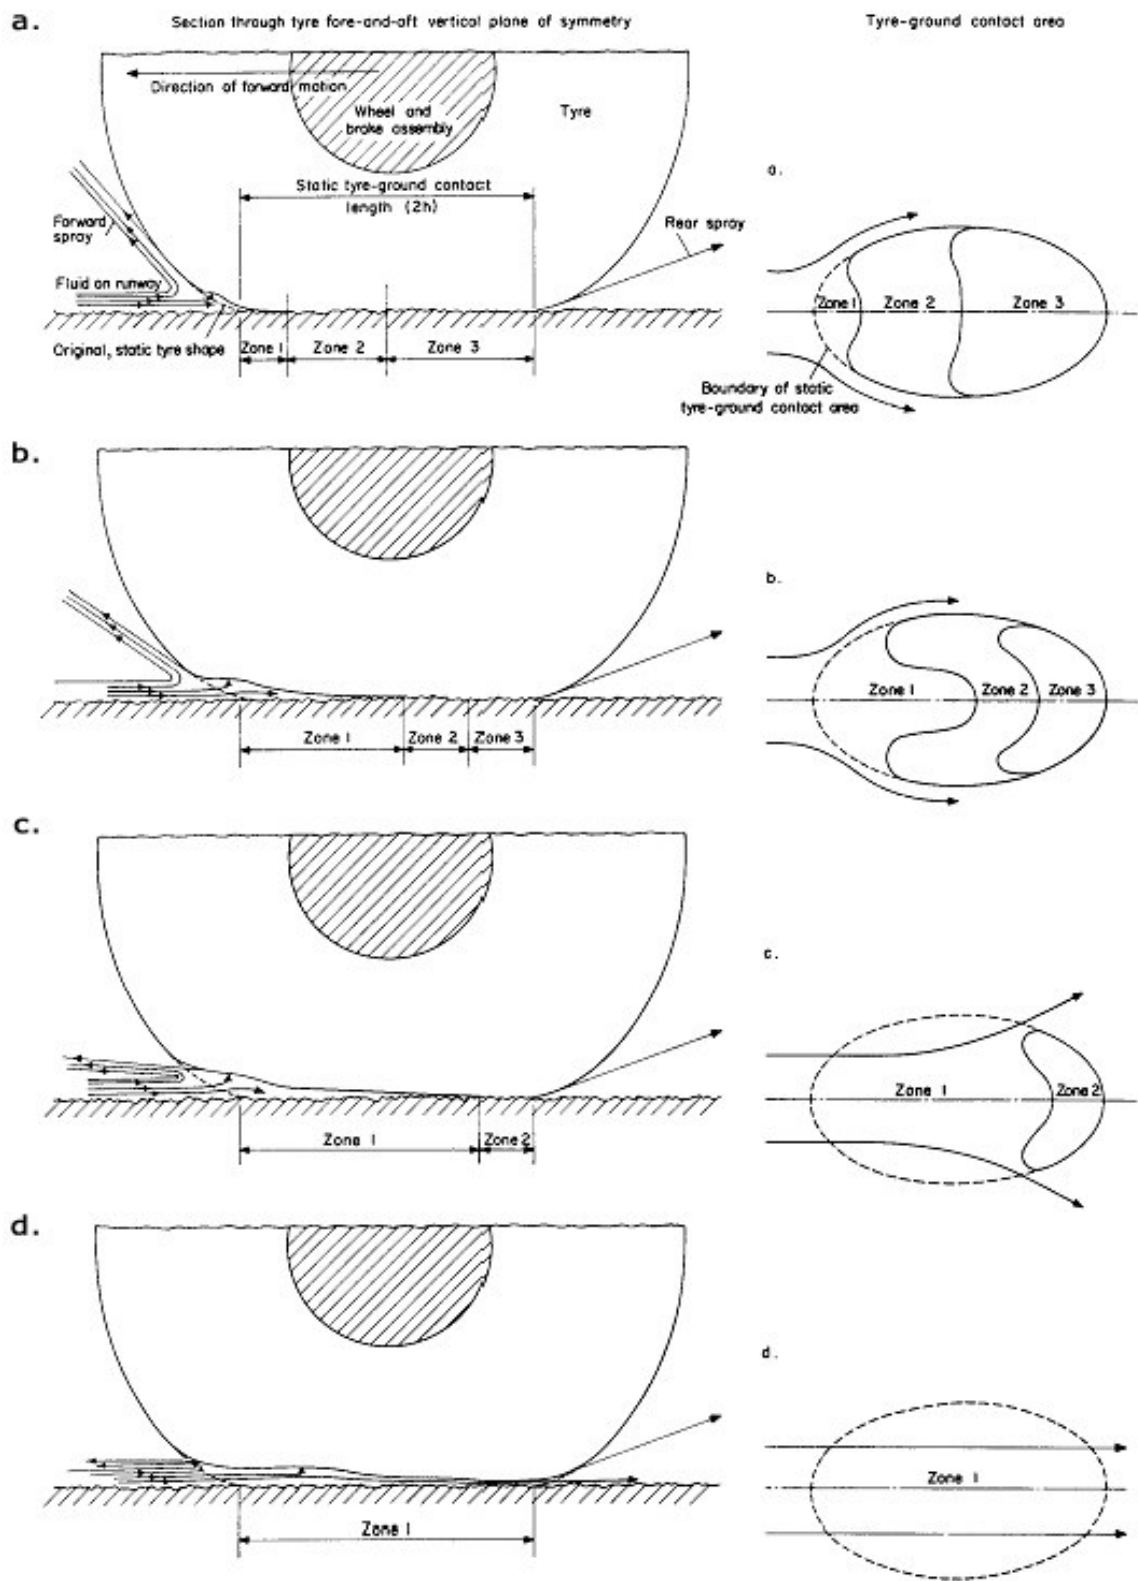 a.
Section through tyre fore-and-aft vertical plane of symmetry
Tyre-ground contact area
Direction of forward motion
Wheel and
brake assembly
Tyre
Static tyre-ground contact
length (2h)
Forward
spray
Rear spray
Fluid on runway
Original, static tyre shape
Zone 1
Zone 2
Zone 3
a.
Zone 1
Zone 2
Zone 3
Boundary of static
tyre-ground contact area
b.
Zone 1
Zone 2
Zone 3
b.
Zone 1
Zone 2
Zone 3
c.
Zone 1
Zone 2
c.
Zone 1
Zone 2
d.
Zone 1
d.
Zone 1